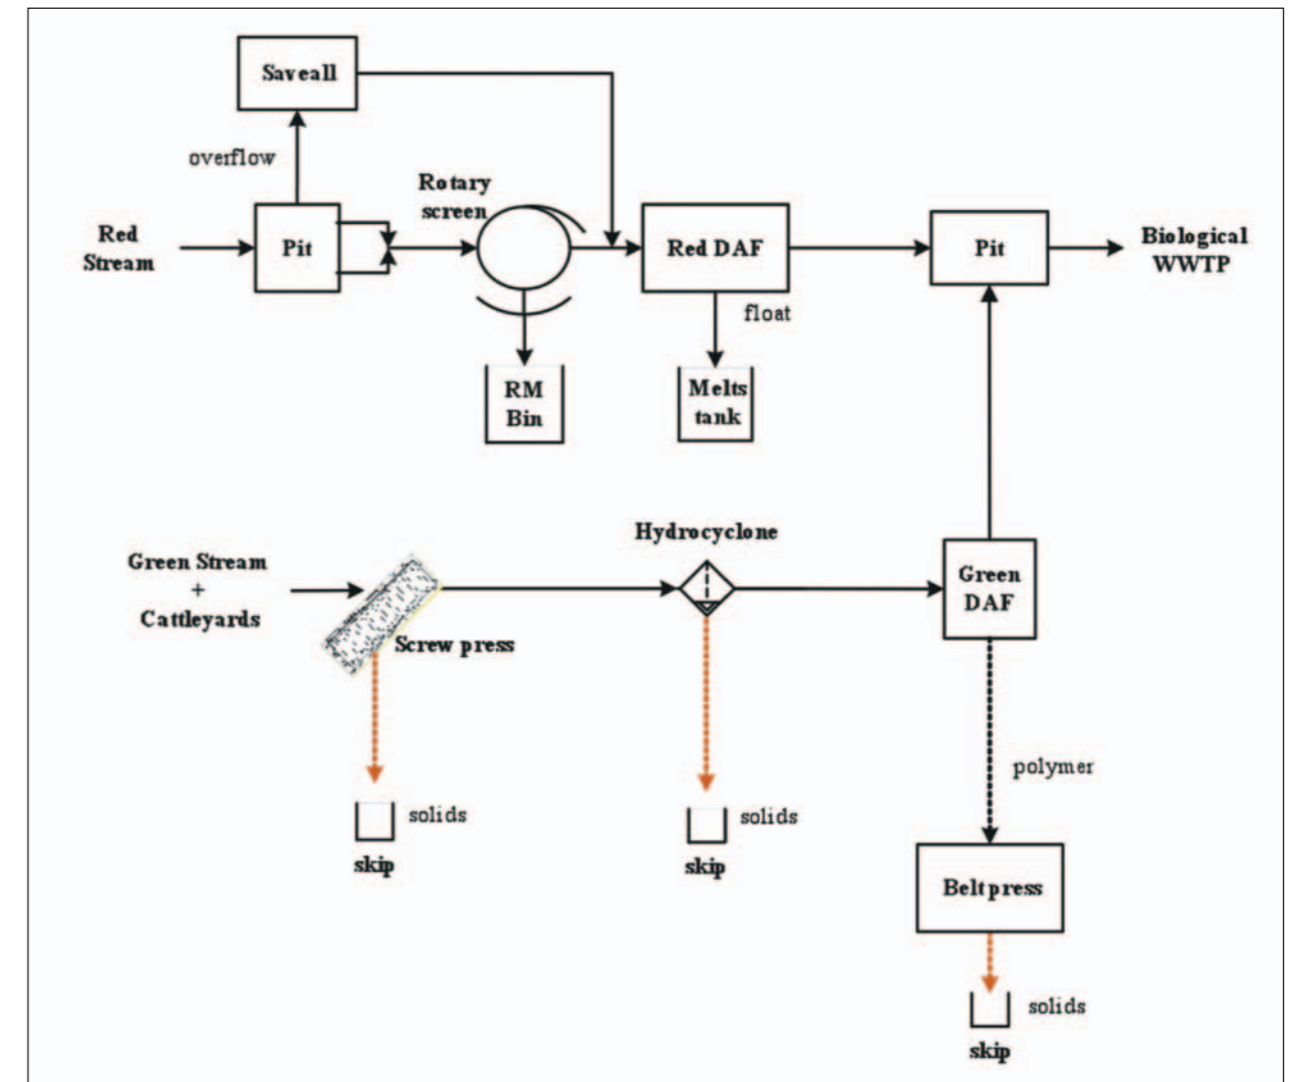 Saveall
overflow
Rotary
screen
Red
Stream
Pit
Red DAF
Pit
Biological
WWTP
float
RM
Bin
Melts
tank
Hydrocyclone
Green Stream
+
Cattleyards
Green
DAF
Screw press
polymer
solids
skip
solids
skip
Belt press
solids
skip